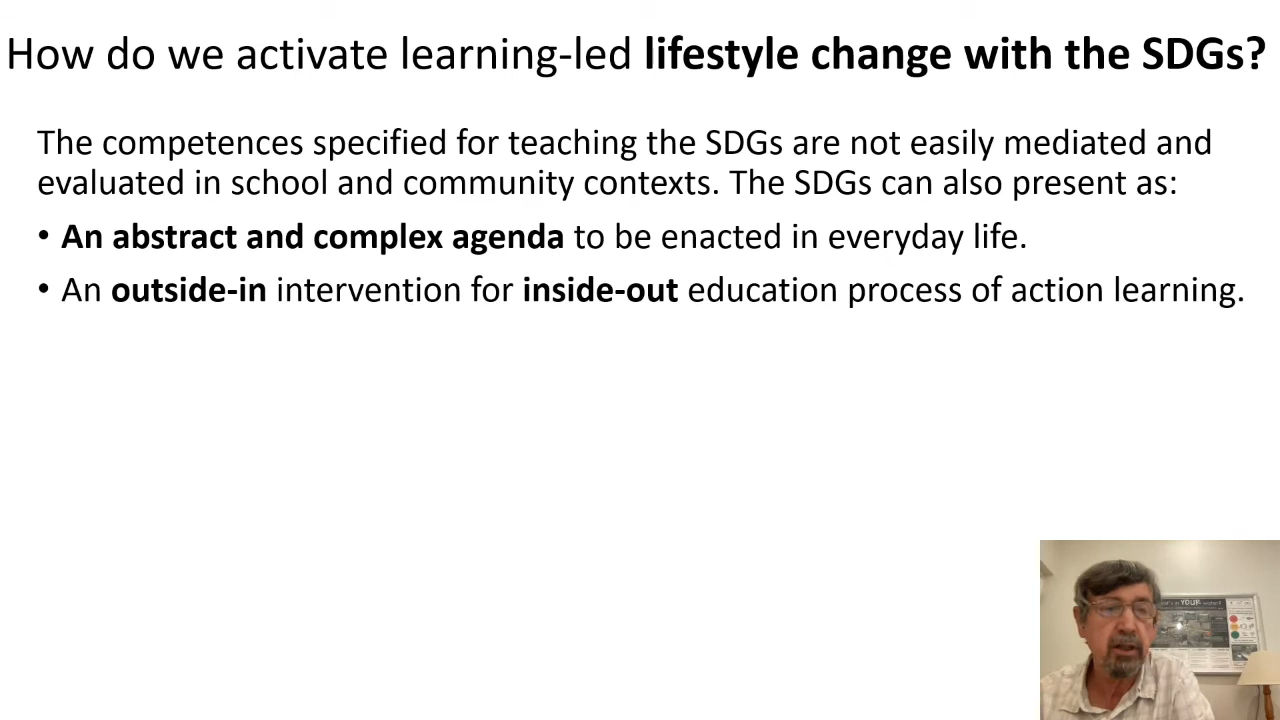 How do we activate learning-led lifestyle change with the SDGs?
The competences specified for teaching the SDGs are not easily mediated and
evaluated in school and community contexts. The SDGs can also present as:
• An abstract and complex agenda to be enacted in everyday life.
• An outside-in intervention for inside-out education process of action learning.
YOUR